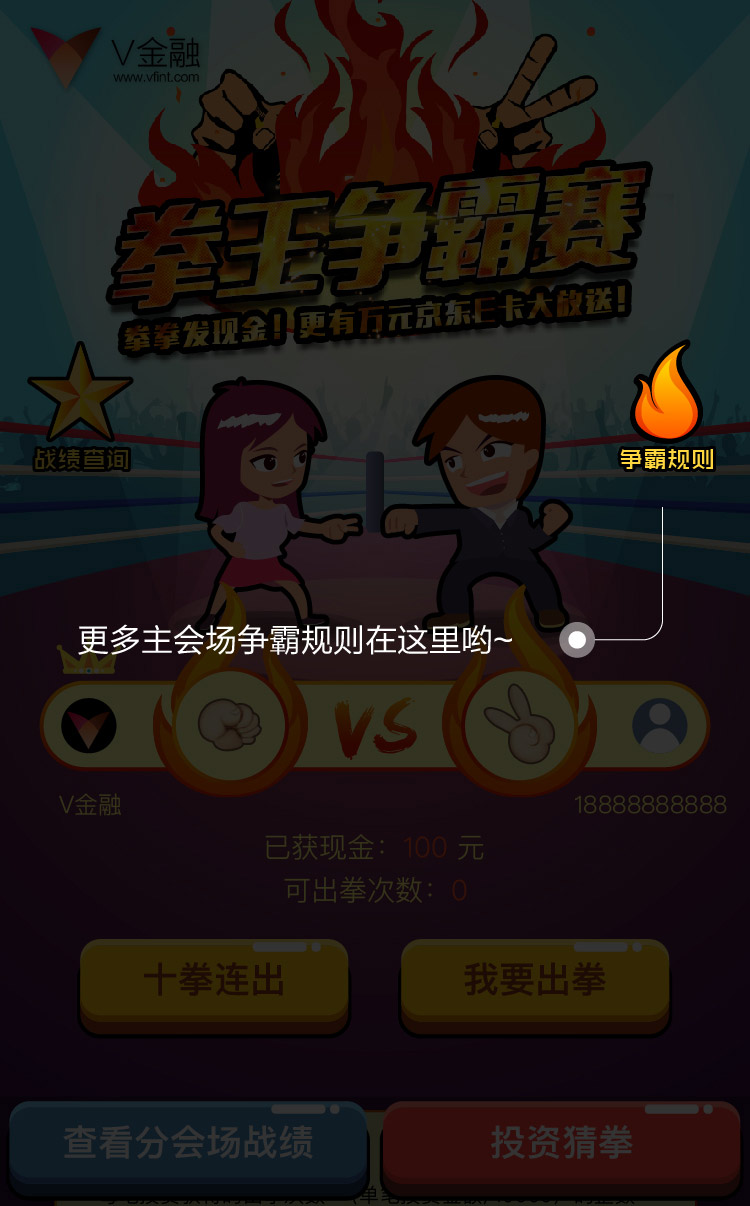 V金融
www.vfint.com
拳王争霸赛
拳拳发现金！更有万元京东E卡大放送！
战绩查询
争霸规则
更多主会场争霸规则在这里哟~
VS
V金融
18888888888
已获现金：100 元
可出拳次数：0
十拳连出
我要出拳
查看分会场战绩
投资猜拳